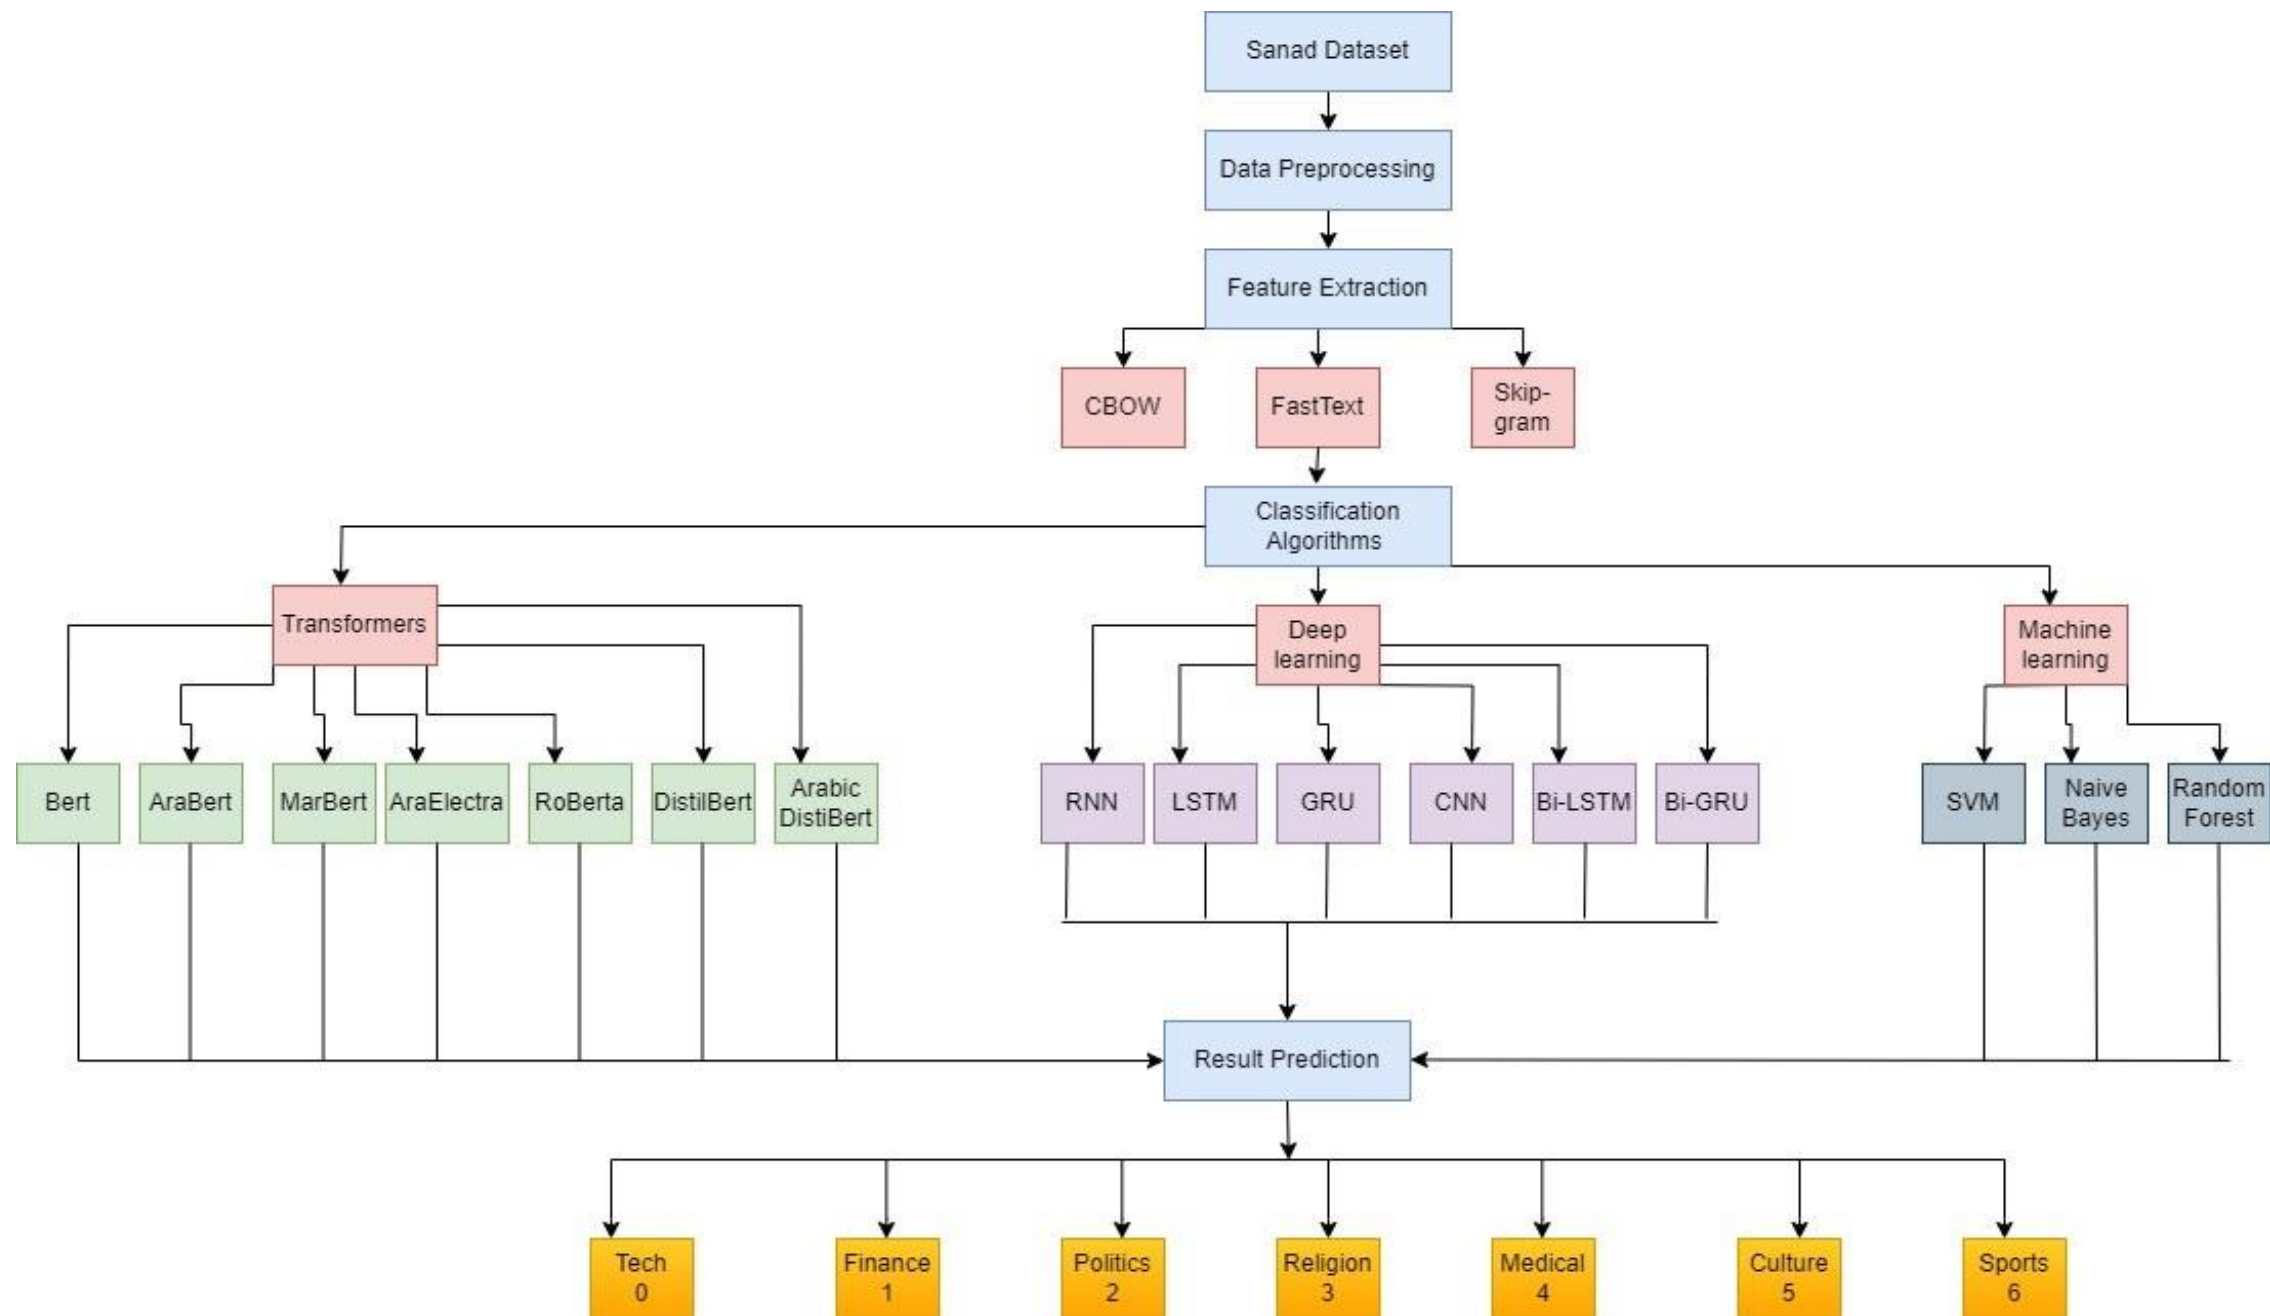 Sanad Dataset
Data Preprocessing
Feature Extraction
CBOW
FastText
Skip-
gram
Classification
Algorithms
Transformers
Deep
learning
Machine
learning
Bert
AraBert
MarBert
AraElectra
RoBerta
DistilBert
Arabic
DistiBert
RNN
LSTM
GRU
CNN
Bi-LSTM
Bi-GRU
SVM
Naive
Bayes
Random
Forest
Result Prediction
Tech
0
Finance
1
Politics
2
Religion
3
Medical
4
Culture
5
Sports
6